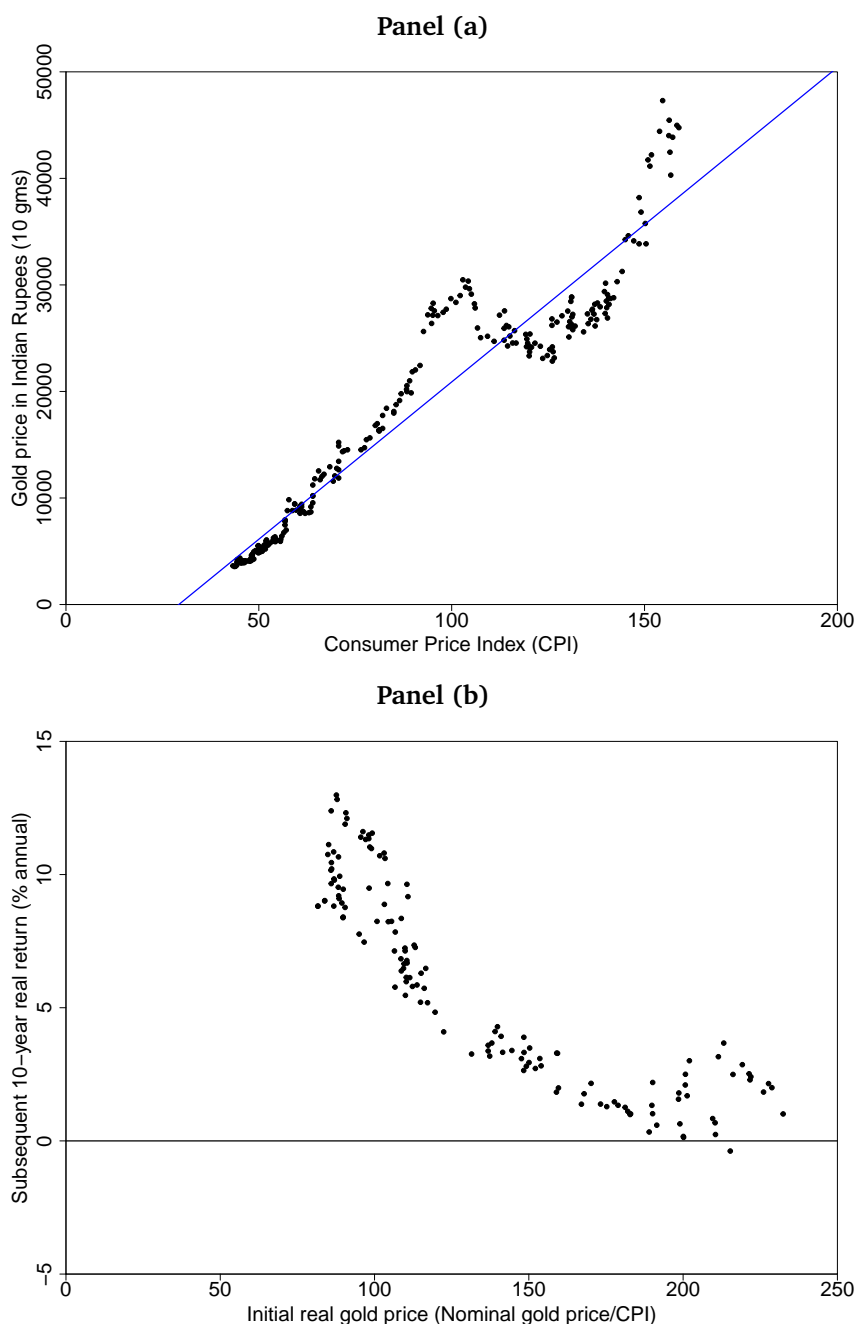 Panel (a)
50000
40000
30000
20000
10000
0
Gold price in Indian Rupees (10 gms)
0 50 100 150 200
Consumer Price Index (CPI)
Panel (b)
15
10
5
0
−5
Subsequent 10−year real return (% annual)
0 50 100 150 200 250
Initial real gold price (Nominal gold price/CPI)